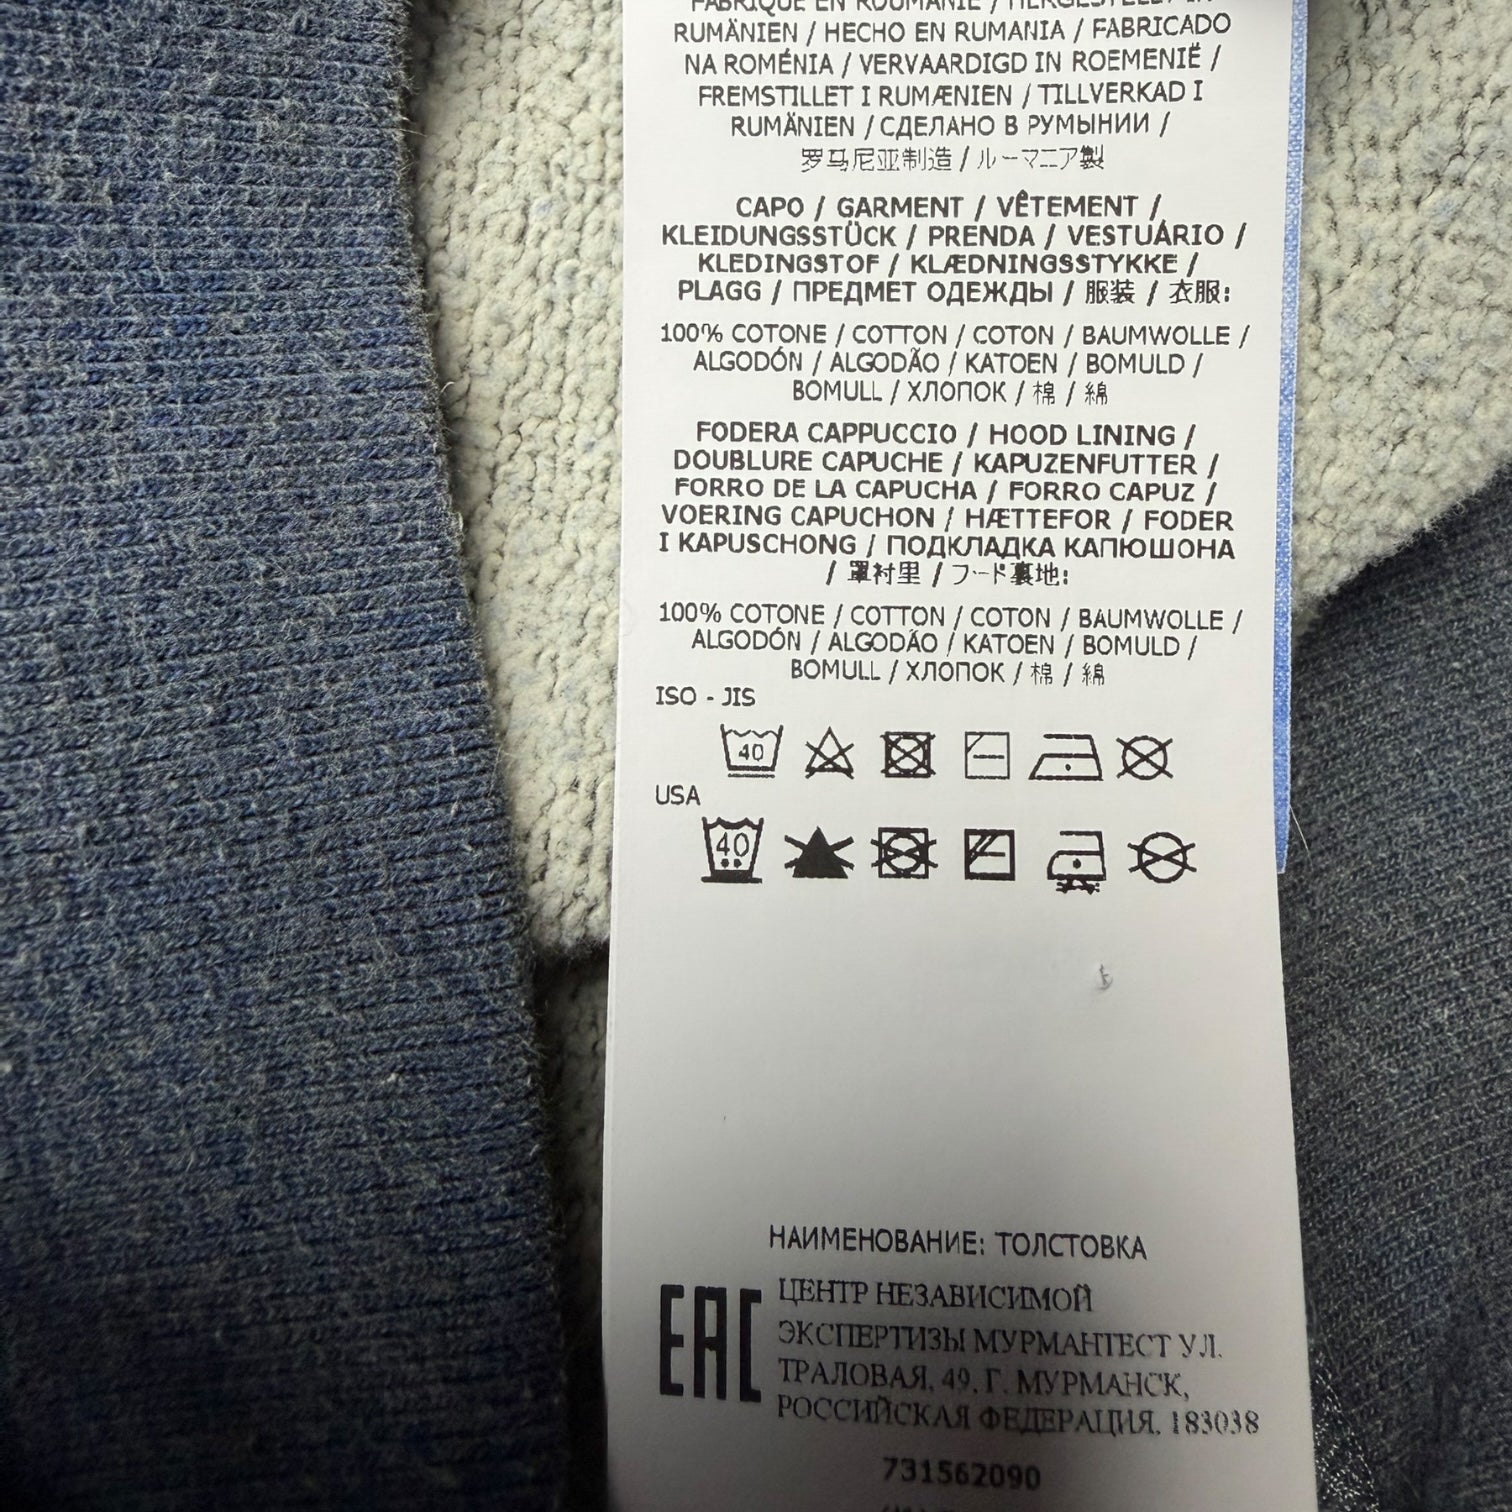 FABRIQUÉ EN ROUMANIE / HERGESTELLT IN
RUMÄNIEN / HECHO EN RUMANIA / FABRICADO
NA ROMÉNIA / VERVAARDIGD IN ROEMENIË /
FREMSTILLET I RUMÆNIEN / TILLVERKAD I
RUMÄNIEN / СДЕЛАНО В РУМЫНИИ /
罗马尼亚制造 / ルーマニア製
CAPO / GARMENT / VÊTEMENT /
KLEIDUNGSSTÜCK / PRENDA / VESTUÁRIO /
KLEDINGSTOF / KLÆDNINGSSTYKKE /
PLAGG / ПРЕДМЕТ ОДЕЖДЫ / 服装 / 衣服:
100% COTONE / COTTON / COTON / BAUMWOLLE /
ALGODÓN / ALGODÃO / KATOEN / BOMULD /
BOMULL / ХЛОПОК / 棉 / 綿
FODERA CAPPUCCIO / HOOD LINING /
DOUBLURE CAPUCHE / KAPUZENFUTTER /
FORRO DE LA CAPUCHA / FORRO CAPUZ /
VOERING CAPUCHON / HÆTTEFOR / FODER
I KAPUSCHONG / ПОДКЛАДКА КАПЮШОНА
/ 罩衬里 / フード裏地:
100% COTONE / COTTON / COTON / BAUMWOLLE /
ALGODÓN / ALGODÃO / KATOEN / BOMULD /
BOMULL / ХЛОПОК / 棉 / 綿
ISO - JIS
40
USA
40
НАИМЕНОВАНИЕ: ТОЛСТОВКА
EAC
ЦЕНТР НЕЗАВИСИМОЙ
ЭКСПЕРТИЗЫ МУРМАНТЕСТ УЛ.
ТРАЛОВАЯ, 49, Г. МУРМАНСК,
РОССИЙСКАЯ ФЕДЕРАЦИЯ, 183038
731562090